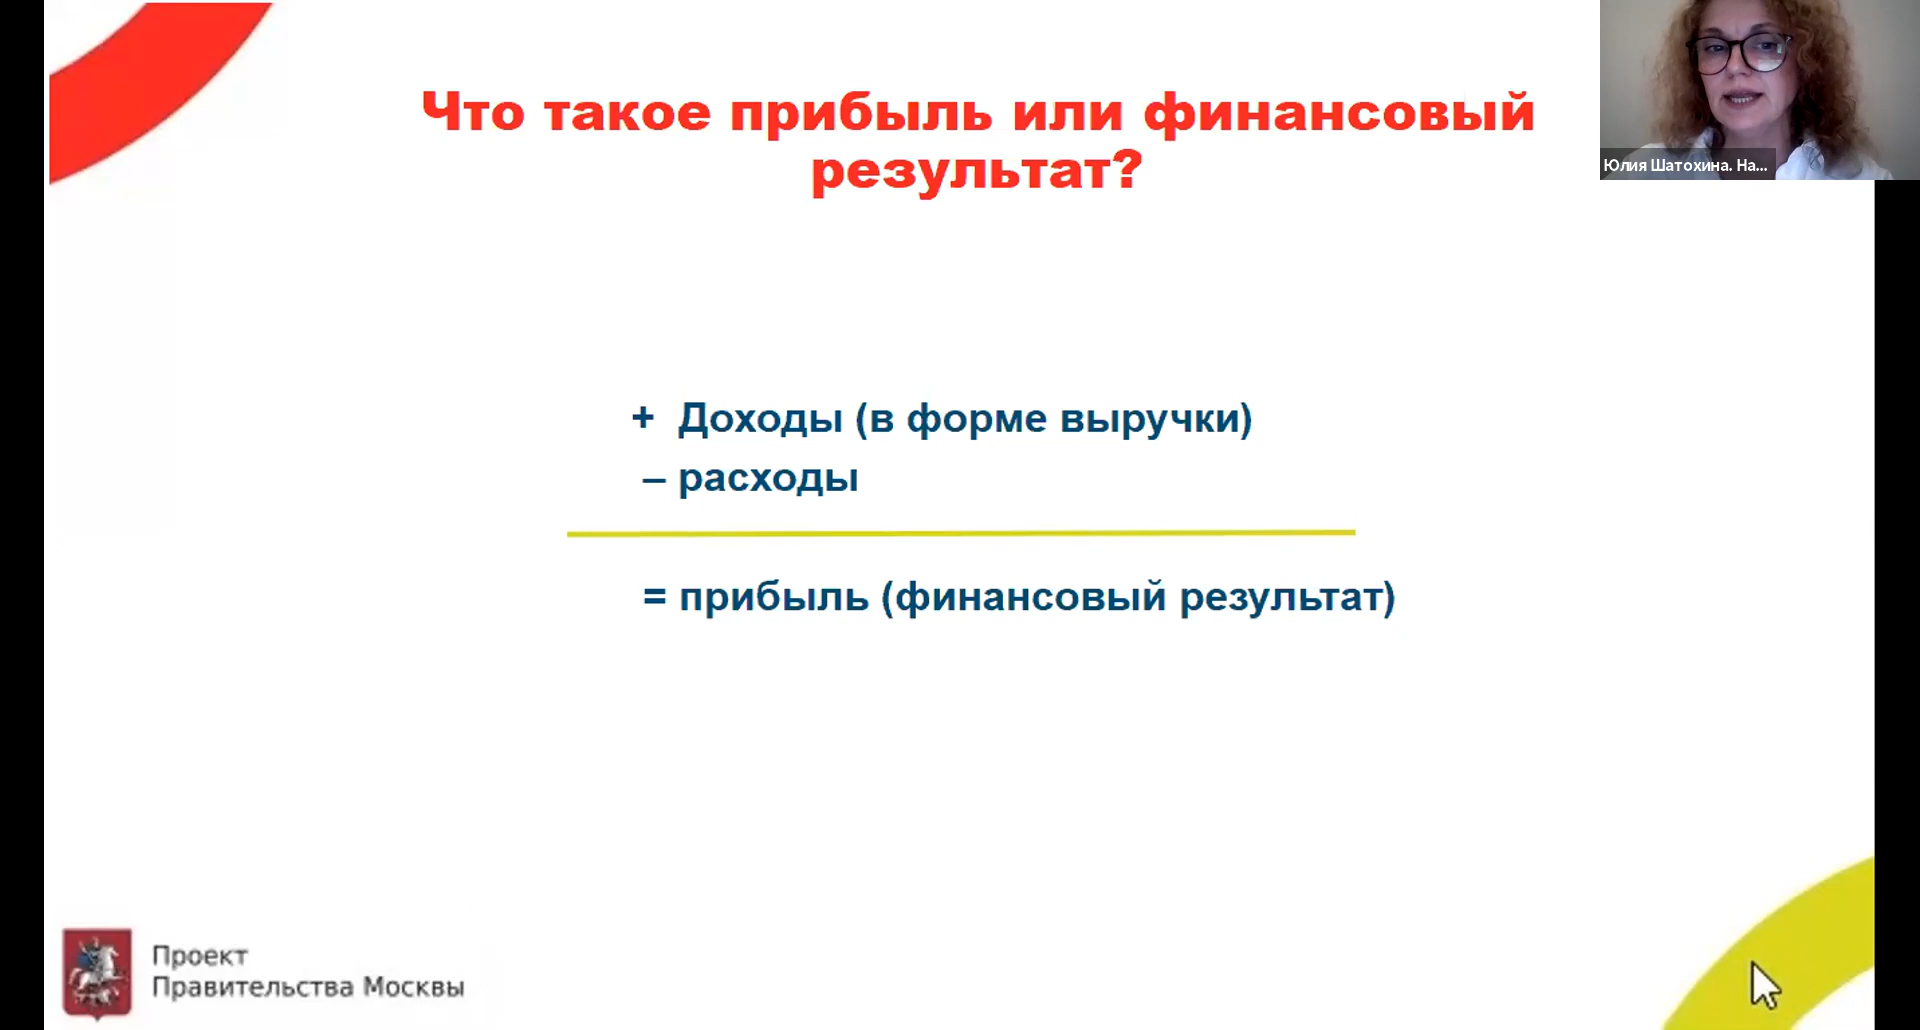 Что такое прибыль или финансовый
результат?
Юлия Шатохина. На...
+ Доходы (в форме выручки)
– расходы
= прибыль (финансовый результат)
Проект
Правительства Москвы